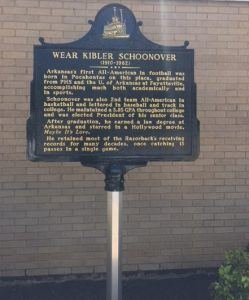 WEAR KIBLER SCHOONOVER
(1910-1982)
Arkansas's first All-American in football was
born in Pocahontas on this place, graduated
from PHS and the U. of Arkansas at Fayetteville,
accomplishing much both academically and
in sports.
Schoonover was also 2nd team All-American in
basketball and lettered in baseball and track in
college. He maintained a 5.65 GPA throughout college
and was elected President of his senior class.
After graduation, he earned a law degree at
Arkansas and starred in a Hollywood movie,
Maybe It's Love.
He retained most of the Razorback's receiving
records for many decades, once catching 13
passes in a single game.